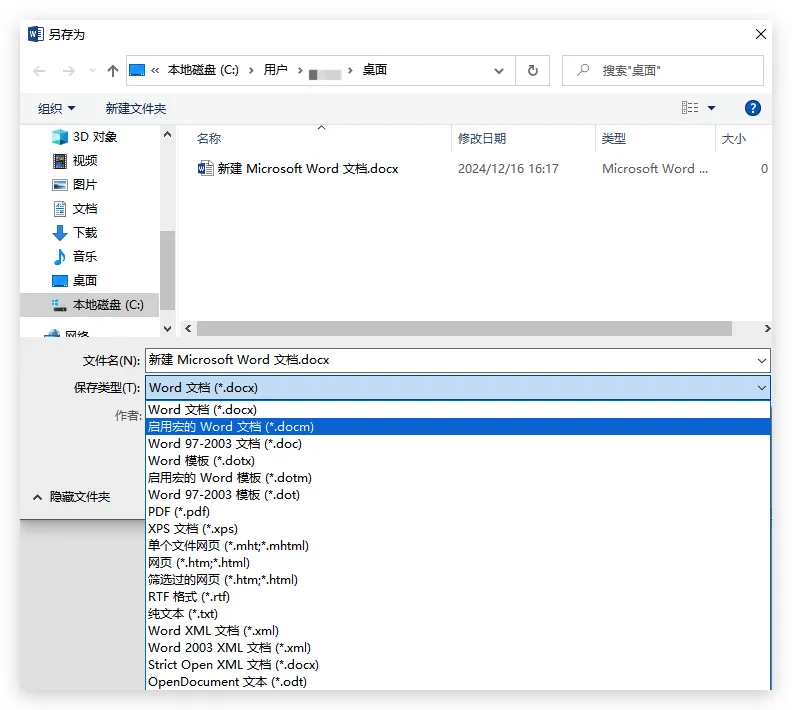 另存为
« 本地磁盘 (C:) › 用户 › › 桌面
搜索"桌面"
组织 新建文件夹
3D 对象
视频
图片
文档
下载
音乐
桌面
本地磁盘 (C:)
网络
名称 修改日期 类型 大小
新建 Microsoft Word 文档.docx 2024/12/16 16:17 Microsoft Word ... 0
文件名(N): 新建 Microsoft Word 文档.docx
保存类型(T): Word 文档 (*.docx)
作者:
隐藏文件夹
Word 文档 (*.docx)
启用宏的 Word 文档 (*.docm)
Word 97-2003 文档 (*.doc)
Word 模板 (*.dotx)
启用宏的 Word 模板 (*.dotm)
Word 97-2003 模板 (*.dot)
PDF (*.pdf)
XPS 文档 (*.xps)
单个文件网页 (*.mht;*.mhtml)
网页 (*.htm;*.html)
筛选过的网页 (*.htm;*.html)
RTF 格式 (*.rtf)
纯文本 (*.txt)
Word XML 文档 (*.xml)
Word 2003 XML 文档 (*.xml)
Strict Open XML 文档 (*.docx)
OpenDocument 文本 (*.odt)